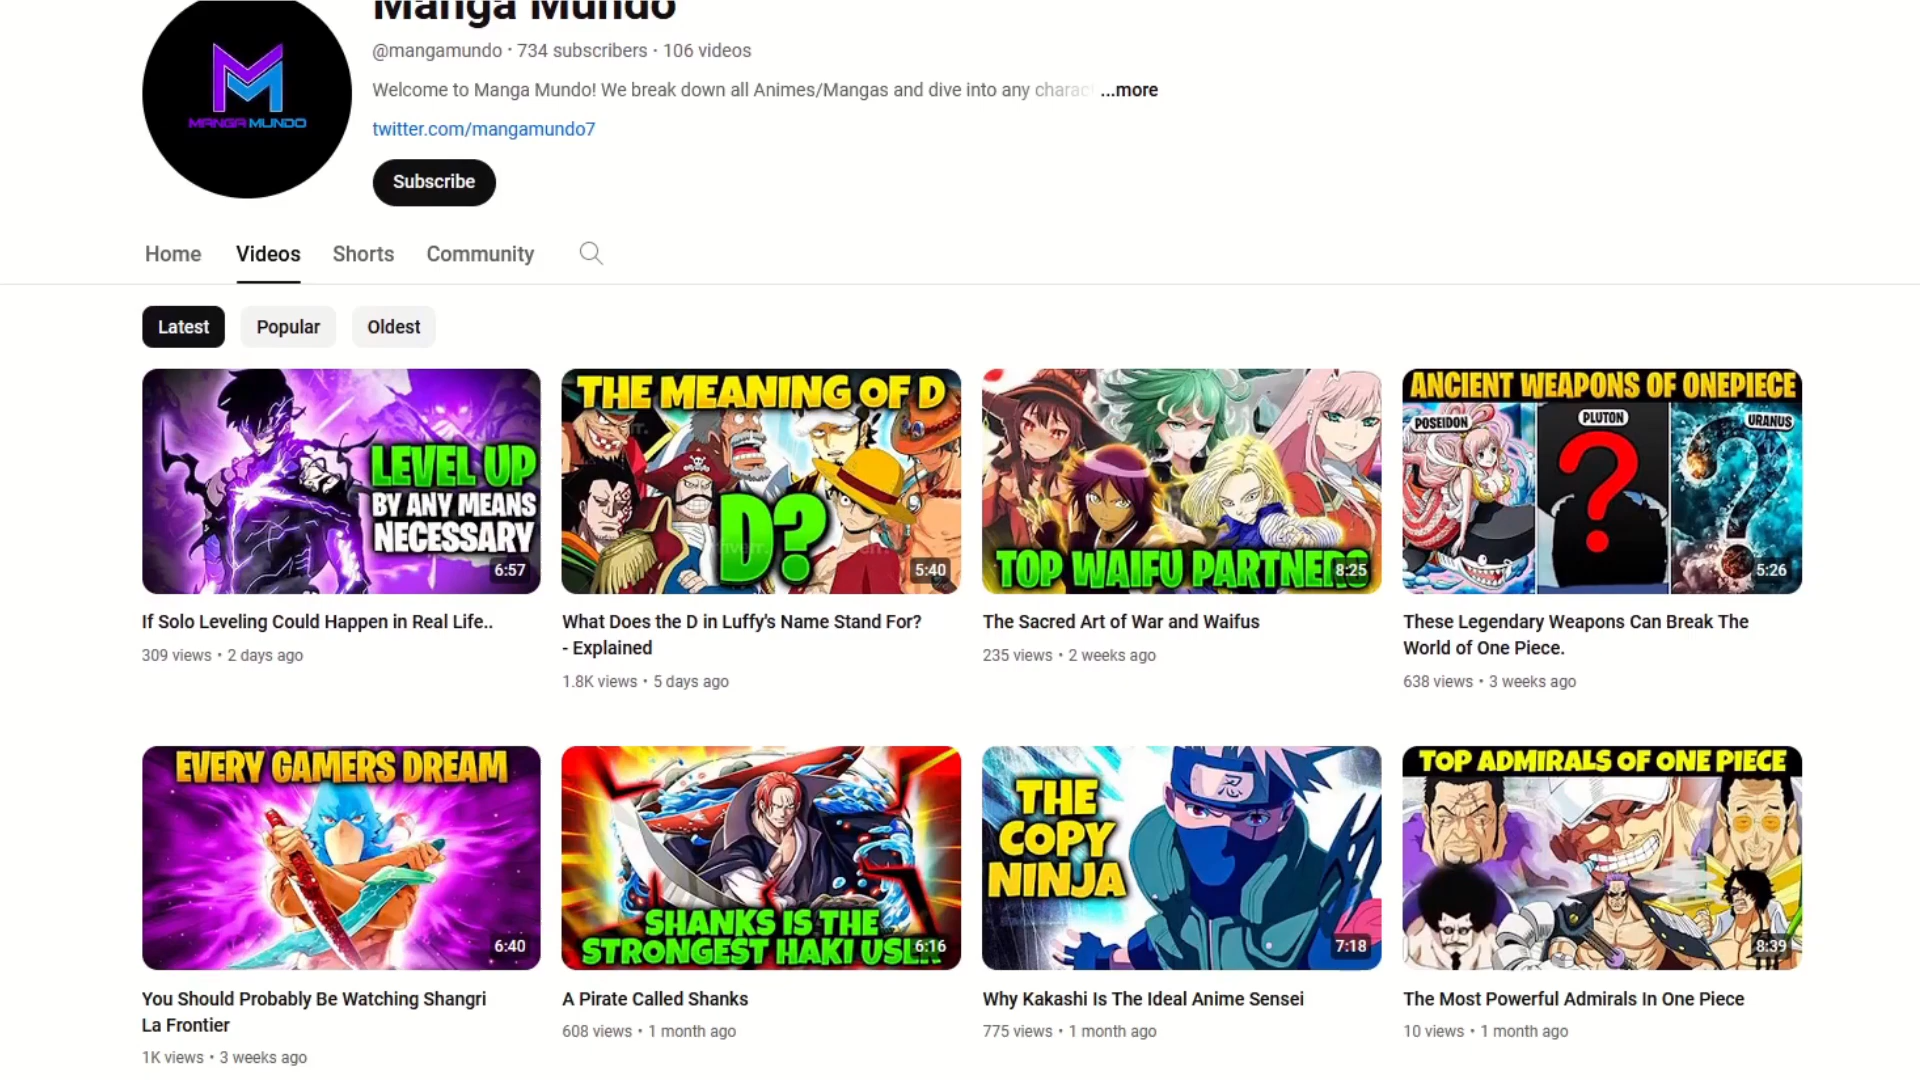 Manga Mundo
@mangamundo · 734 subscribers · 106 videos
Welcome to Manga Mundo! We break down all Animes/Mangas and dive into any charac ...more
MANGA MUNDO
twitter.com/mangamundo7
Subscribe
Home Videos Shorts Community
Latest Popular Oldest
LEVEL UP
BY ANY MEANS
NECESSARY
6:57
THE MEANING OF D
D?
5:40
TOP WAIFU PARTNERS
8:25
ANCIENT WEAPONS OF ONEPIECE
POSEIDON
PLUTON
URANUS
5:26
If Solo Leveling Could Happen in Real Life..
309 views · 2 days ago
What Does the D in Luffy's Name Stand For?
- Explained
1.8K views · 5 days ago
The Sacred Art of War and Waifus
235 views · 2 weeks ago
These Legendary Weapons Can Break The
World of One Piece.
638 views · 3 weeks ago
EVERY GAMERS DREAM
6:40
SHANKS IS THE
STRONGEST HAKI USER
6:16
THE
COPY
NINJA
忍
7:18
TOP ADMIRALS OF ONE PIECE
8:39
You Should Probably Be Watching Shangri
La Frontier
1K views · 3 weeks ago
A Pirate Called Shanks
608 views · 1 month ago
Why Kakashi Is The Ideal Anime Sensei
775 views · 1 month ago
The Most Powerful Admirals In One Piece
10 views · 1 month ago